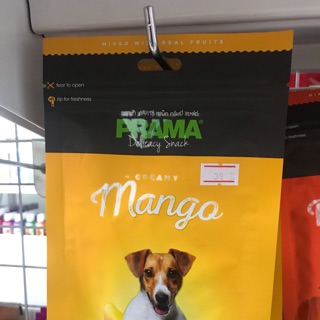 MIXED WITH REAL FRUITS
tear to open
zip for freshness
PRAMA
Delicacy Snack
CREAMY
Mango